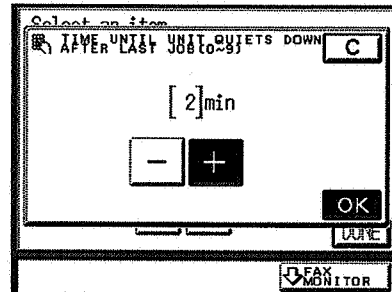 Select an item
TIME UNTIL UNIT QUIETS DOWN
AFTER LAST JOB(0~9)
C
[ 2]min
− +
OK
DONE
FAX
MONITOR